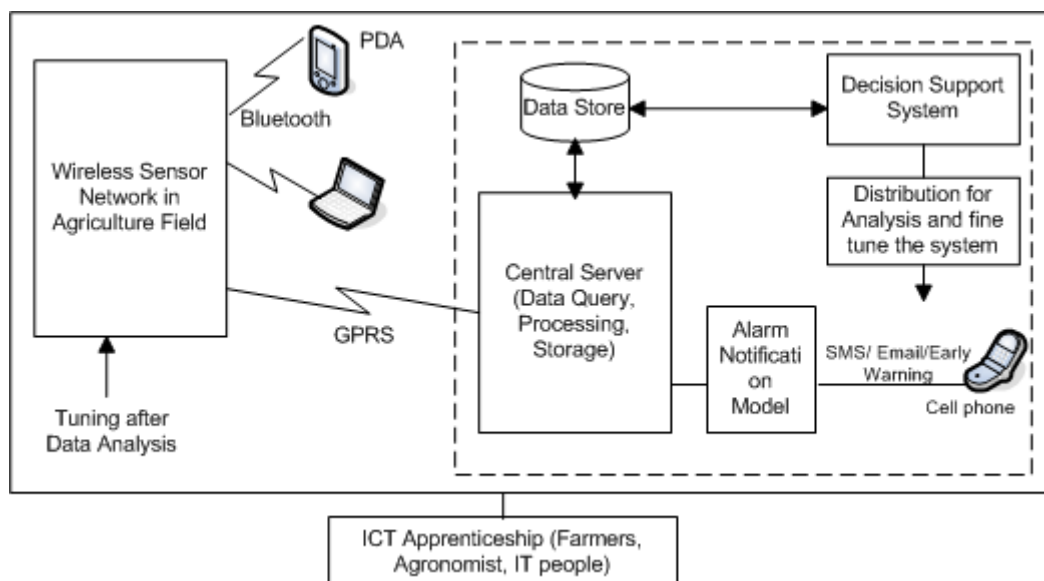 PDA
Bluetooth
Wireless Sensor
Network in
Agriculture Field
GPRS
Tuning after
Data Analysis
Data Store
Decision Support
System
Distribution for
Analysis and fine
tune the system
Central Server
(Data Query,
Processing,
Storage)
Alarm
Notificati
on
Model
SMS/ Email/Early
Warning
Cell phone
ICT Apprenticeship (Farmers,
Agronomist, IT people)